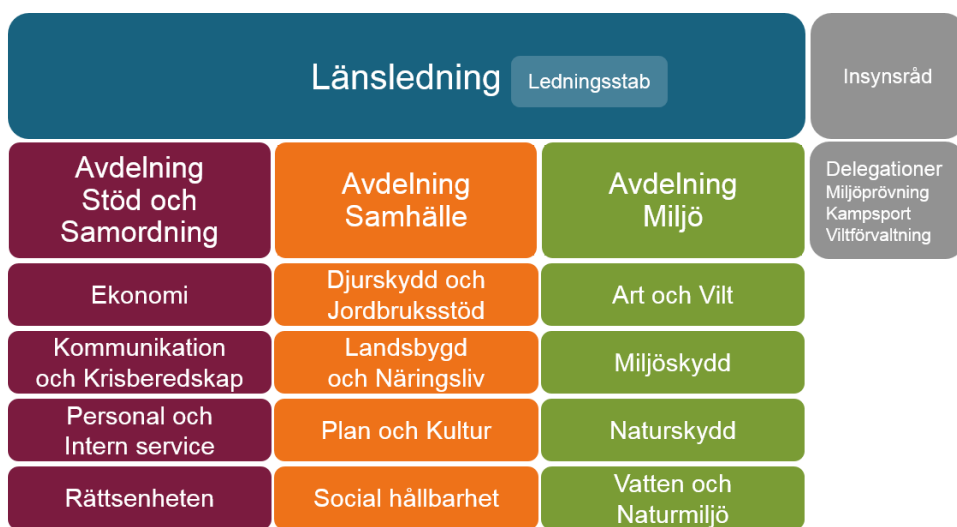 Länsledning
Ledningsstab
Insynsråd
Avdelning
Stöd och
Samordning
Avdelning
Samhälle
Avdelning
Miljö
Delegationer
Miljöprövning
Kampsport
Viltförvaltning
Ekonomi
Djurskydd och
Jordbruksstöd
Art och Vilt
Kommunikation
och Krisberedskap
Landsbygd
och Näringsliv
Miljöskydd
Personal och
Intern service
Plan och Kultur
Naturskydd
Rättsenheten
Social hållbarhet
Vatten och
Naturmiljö